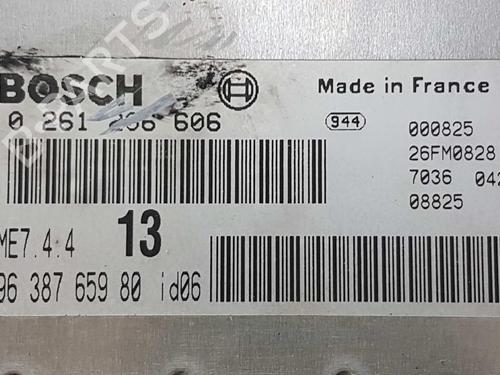 BOSCH
Made in France
0 261 206 606
944
000825
26FM0828
7036 042
08825
ME7.4.4
13
96 387 659 80 id06